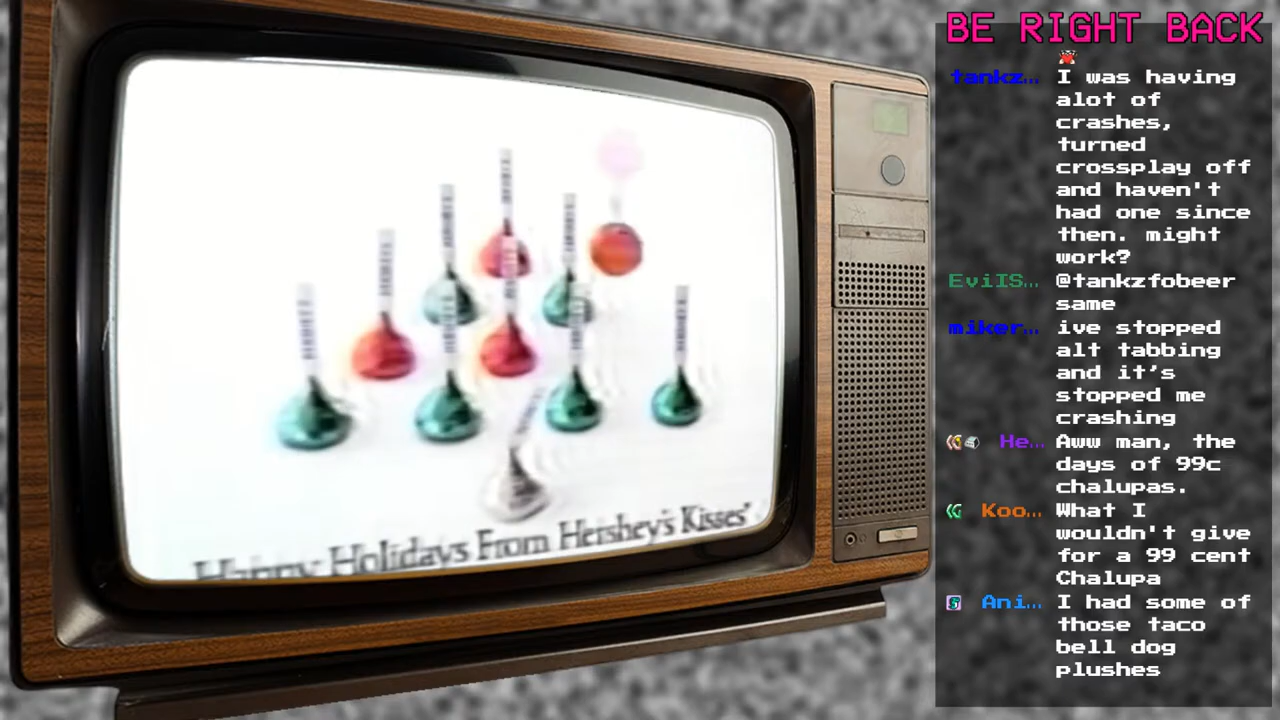 BE RIGHT BACK
tankz... I was having
alot of
crashes,
turned
crossplay off
and haven't
had one since
then. might
work?
EviIS... @tankzfobeer
same
miker... ive stopped
alt tabbing
and it's
stopped me
crashing
He... Aww man, the
days of 99c
chalupas.
Koo... What I
wouldn't give
for a 99 cent
Chalupa
Ani... I had some of
those taco
bell dog
plushes
Happy Holidays From Hershey's Kisses